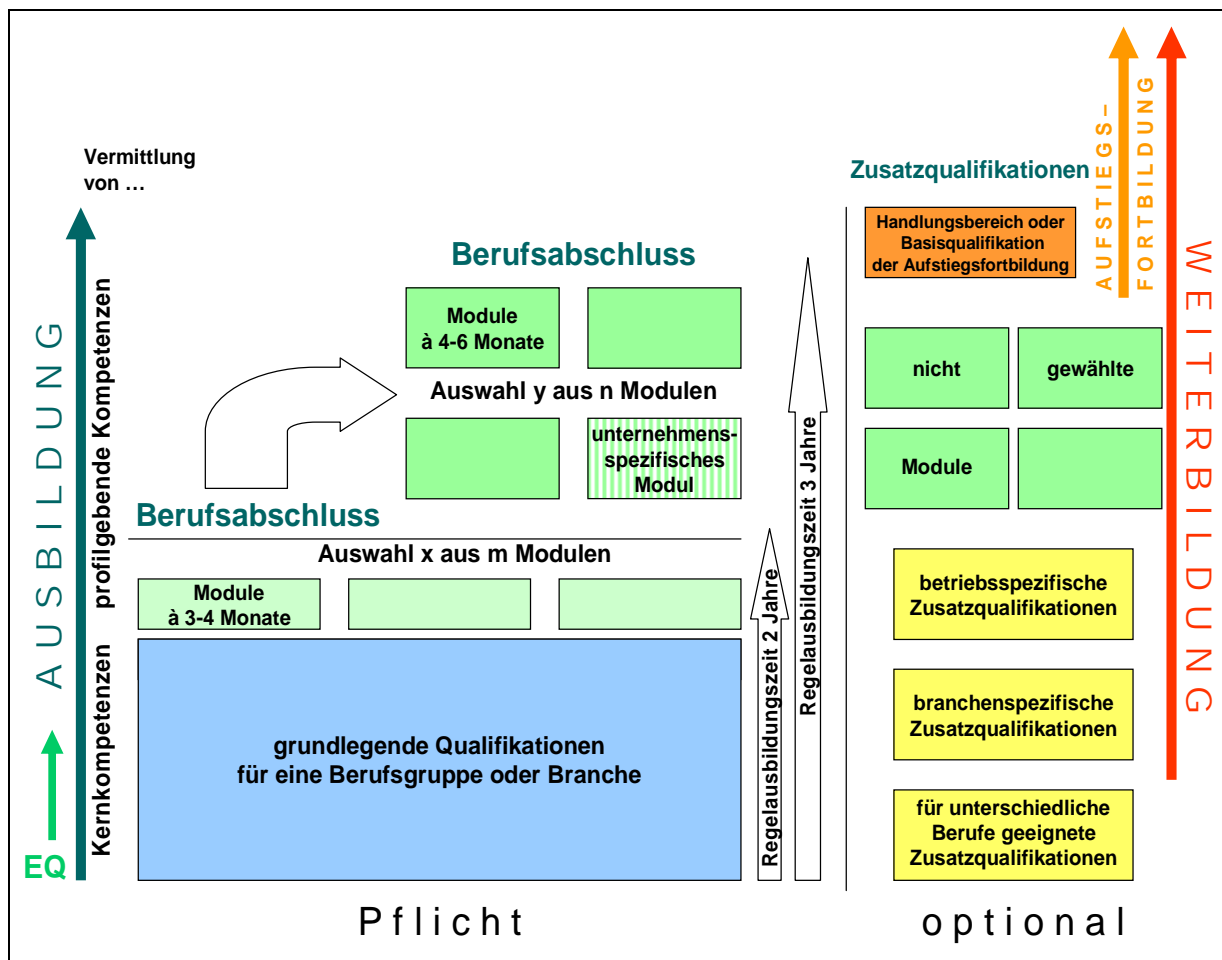 Vermittlung
von …
AUSBILDUNG
profilgebende Kompetenzen
Kernkompetenzen
EQ
Berufsabschluss
Module
à 4-6 Monate
Auswahl y aus n Modulen
unternehmens-
spezifisches
Modul
Berufsabschluss
Auswahl x aus m Modulen
Module
à 3-4 Monate
grundlegende Qualifikationen
für eine Berufsgruppe oder Branche
Regelausbildungszeit 2 Jahre
Regelausbildungszeit 3 Jahre
Pflicht
Zusatzqualifikationen
Handlungsbereich oder
Basisqualifikation
der Aufstiegsfortbildung
nicht
gewählte
Module
betriebsspezifische
Zusatzqualifikationen
branchenspezifische
Zusatzqualifikationen
für unterschiedliche
Berufe geeignete
Zusatzqualifikationen
optional
AUFSTIEGS–
FORTBILDUNG
WEITERBILDUNG